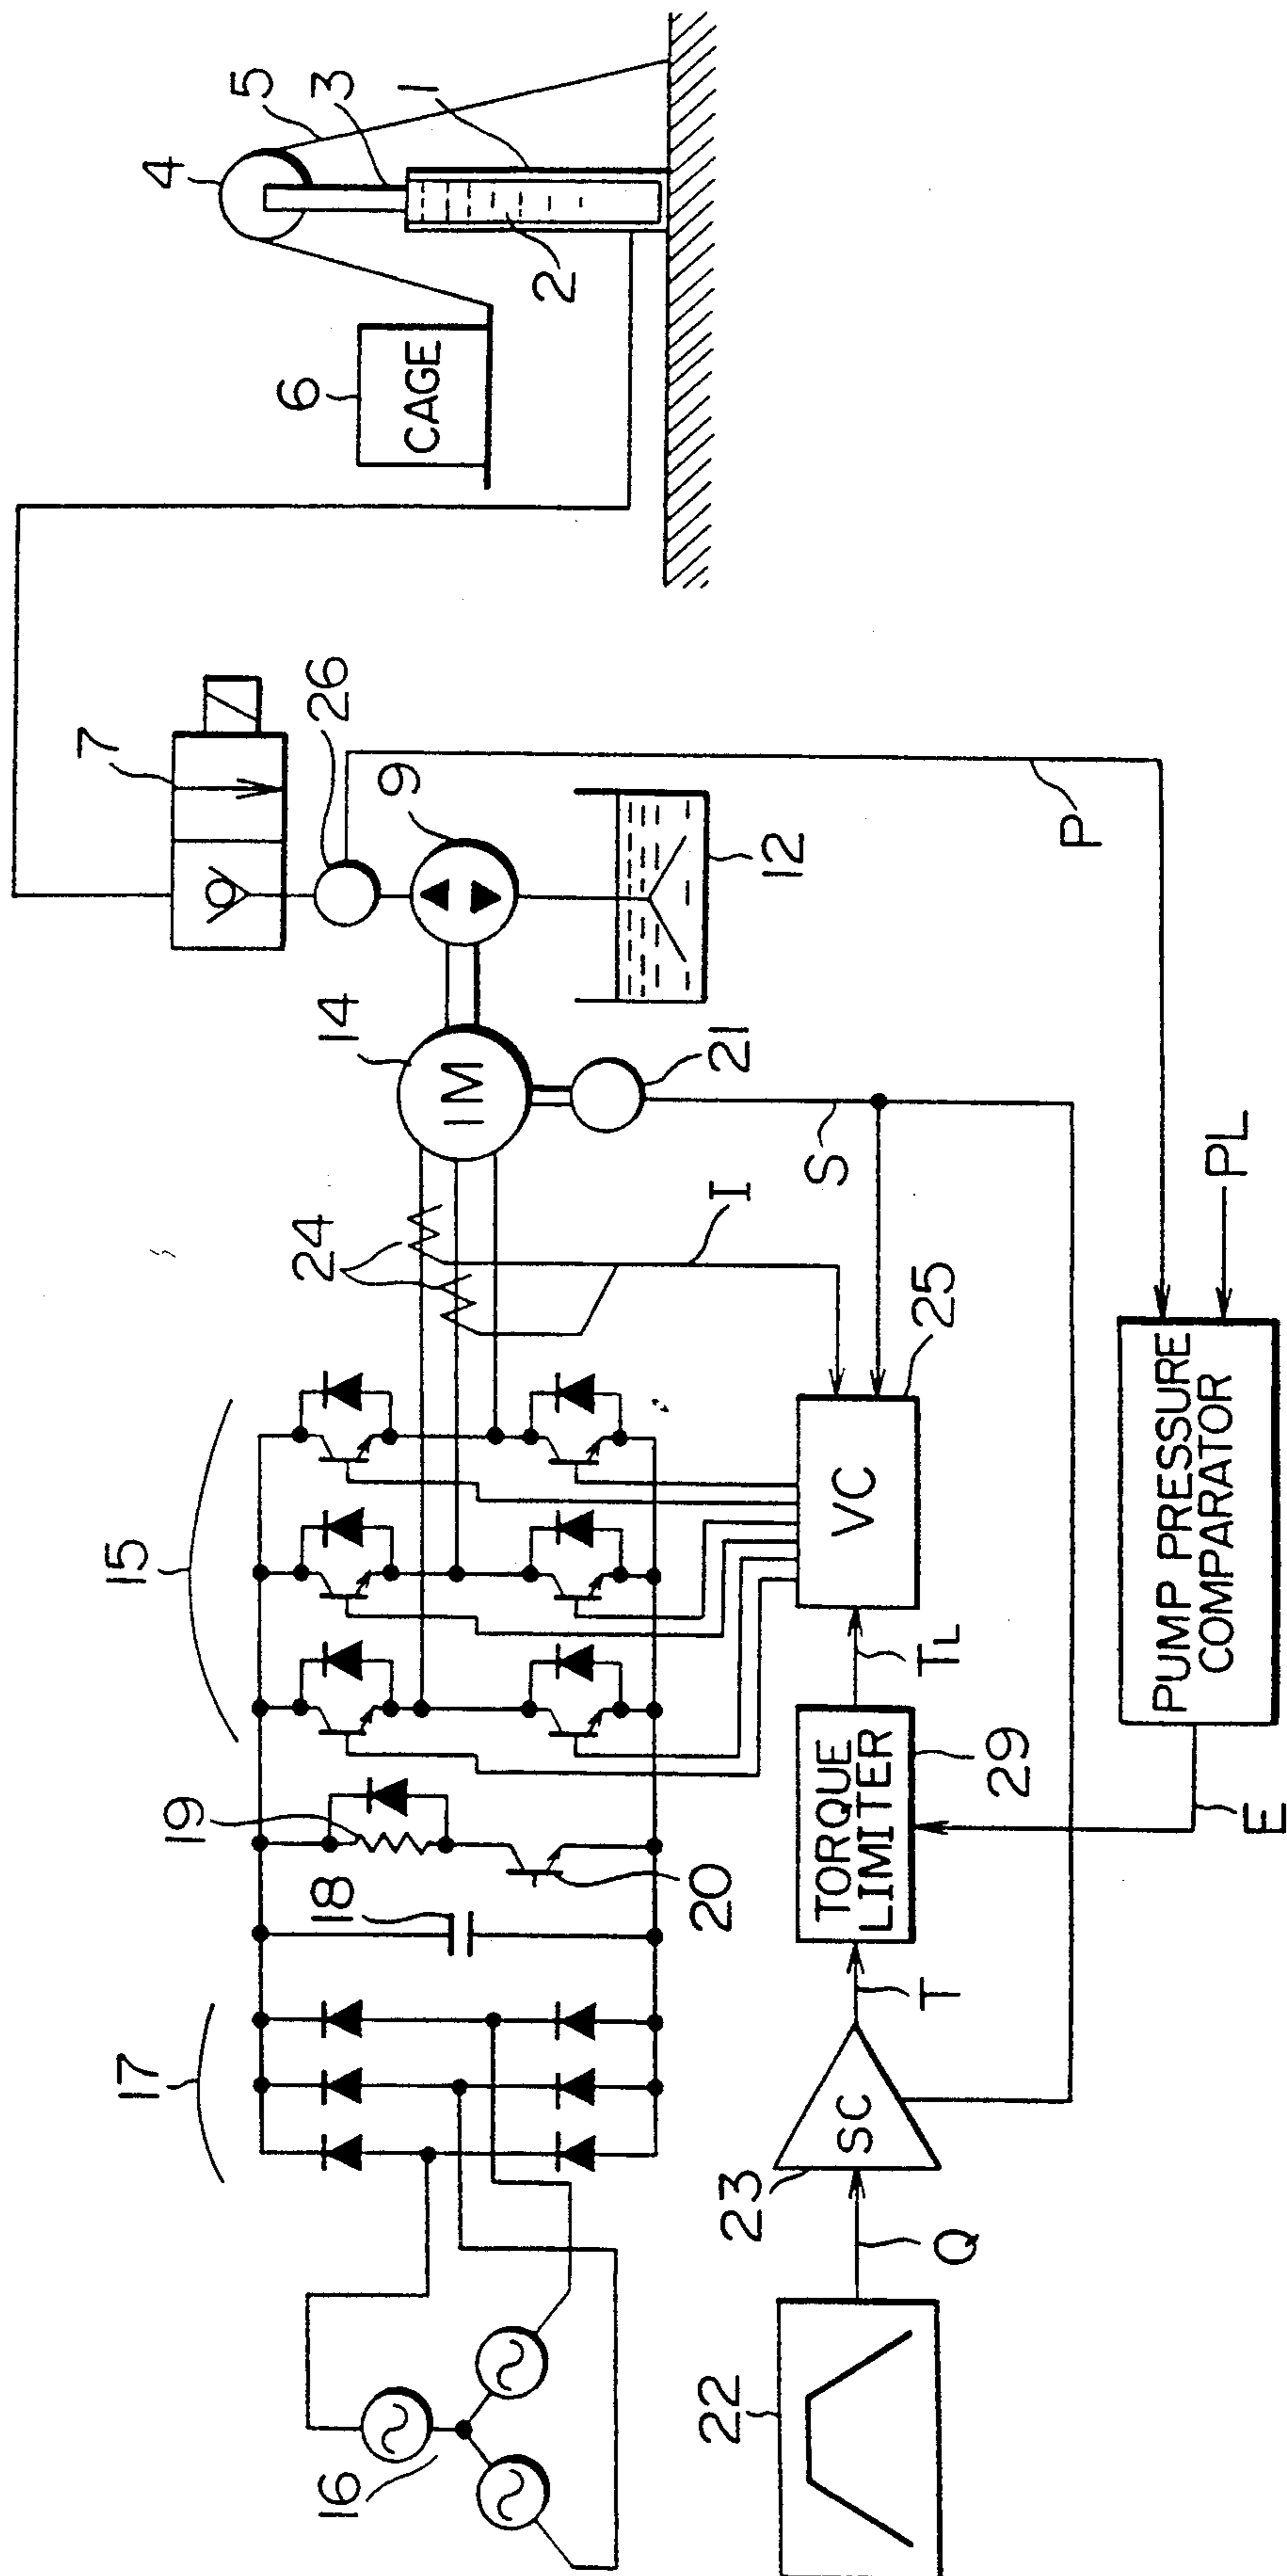 4
5
3
1
2
6
CAGE
7
26
9
12
14
IM
21
P
S
PL
24
I
25
VC
15
TL
PUMP PRESSURE
COMPARATOR
19
18
20
TORQUE
LIMITER
29
E
T
17
SC
23
Q
16
22